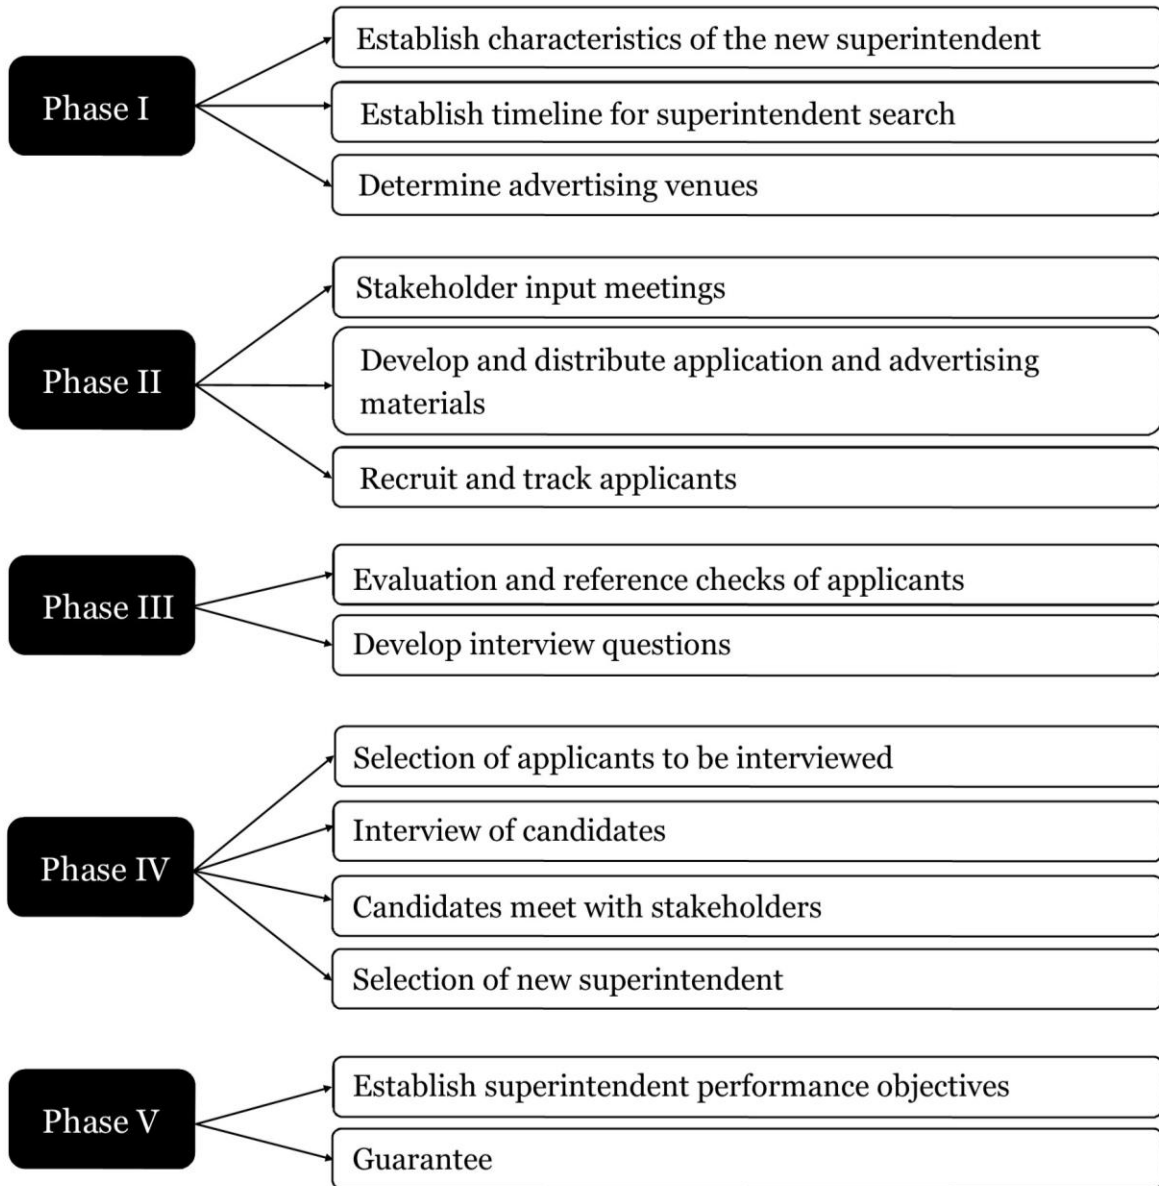 Phase I
Establish characteristics of the new superintendent
Establish timeline for superintendent search
Determine advertising venues
Phase II
Stakeholder input meetings
Develop and distribute application and advertising
materials
Recruit and track applicants
Phase III
Evaluation and reference checks of applicants
Develop interview questions
Phase IV
Selection of applicants to be interviewed
Interview of candidates
Candidates meet with stakeholders
Selection of new superintendent
Phase V
Establish superintendent performance objectives
Guarantee